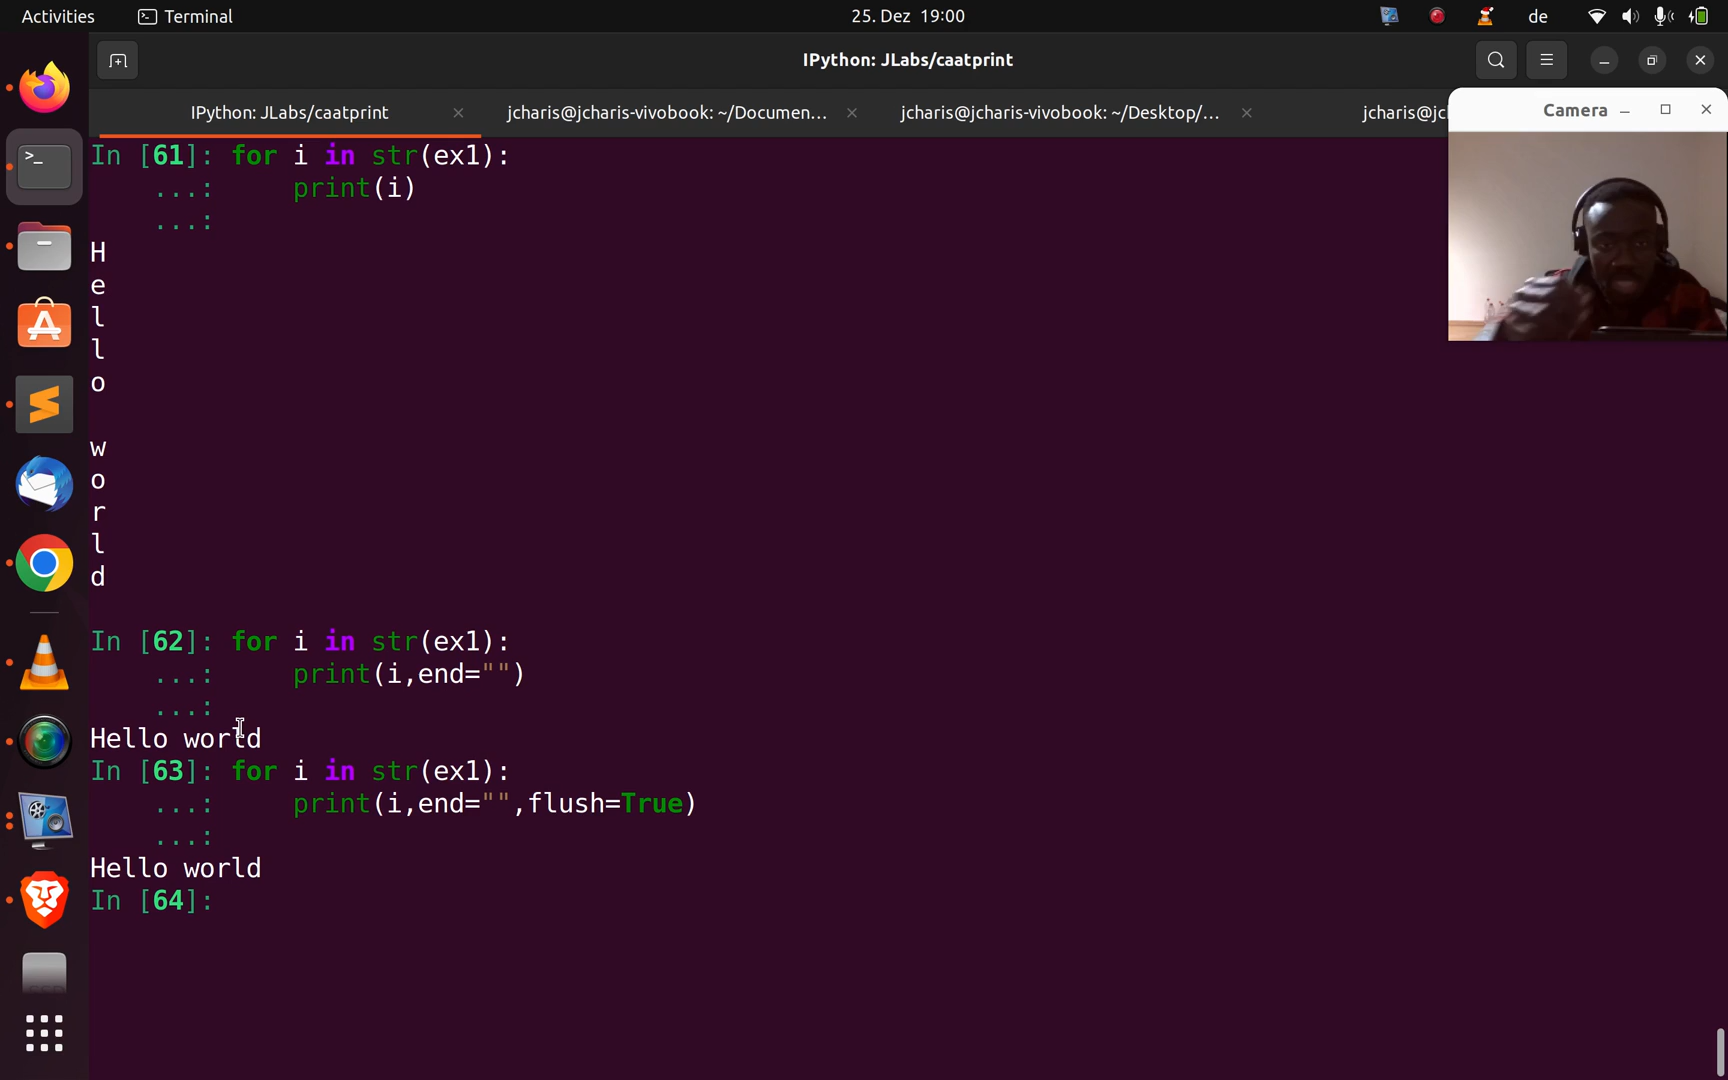 Activities Terminal 25. Dez 19:00 de
IPython: JLabs/caatprint
IPython: JLabs/caatprint jcharis@jcharis-vivobook: ~/Documen... jcharis@jcharis-vivobook: ~/Desktop/... jcharis@jc
Camera
In [61]: for i in str(ex1):
...: print(i)
...:
H
e
l
l
o
w
o
r
l
d
In [62]: for i in str(ex1):
...: print(i,end="")
...:
Hello world
In [63]: for i in str(ex1):
...: print(i,end="",flush=True)
...:
Hello world
In [64]: